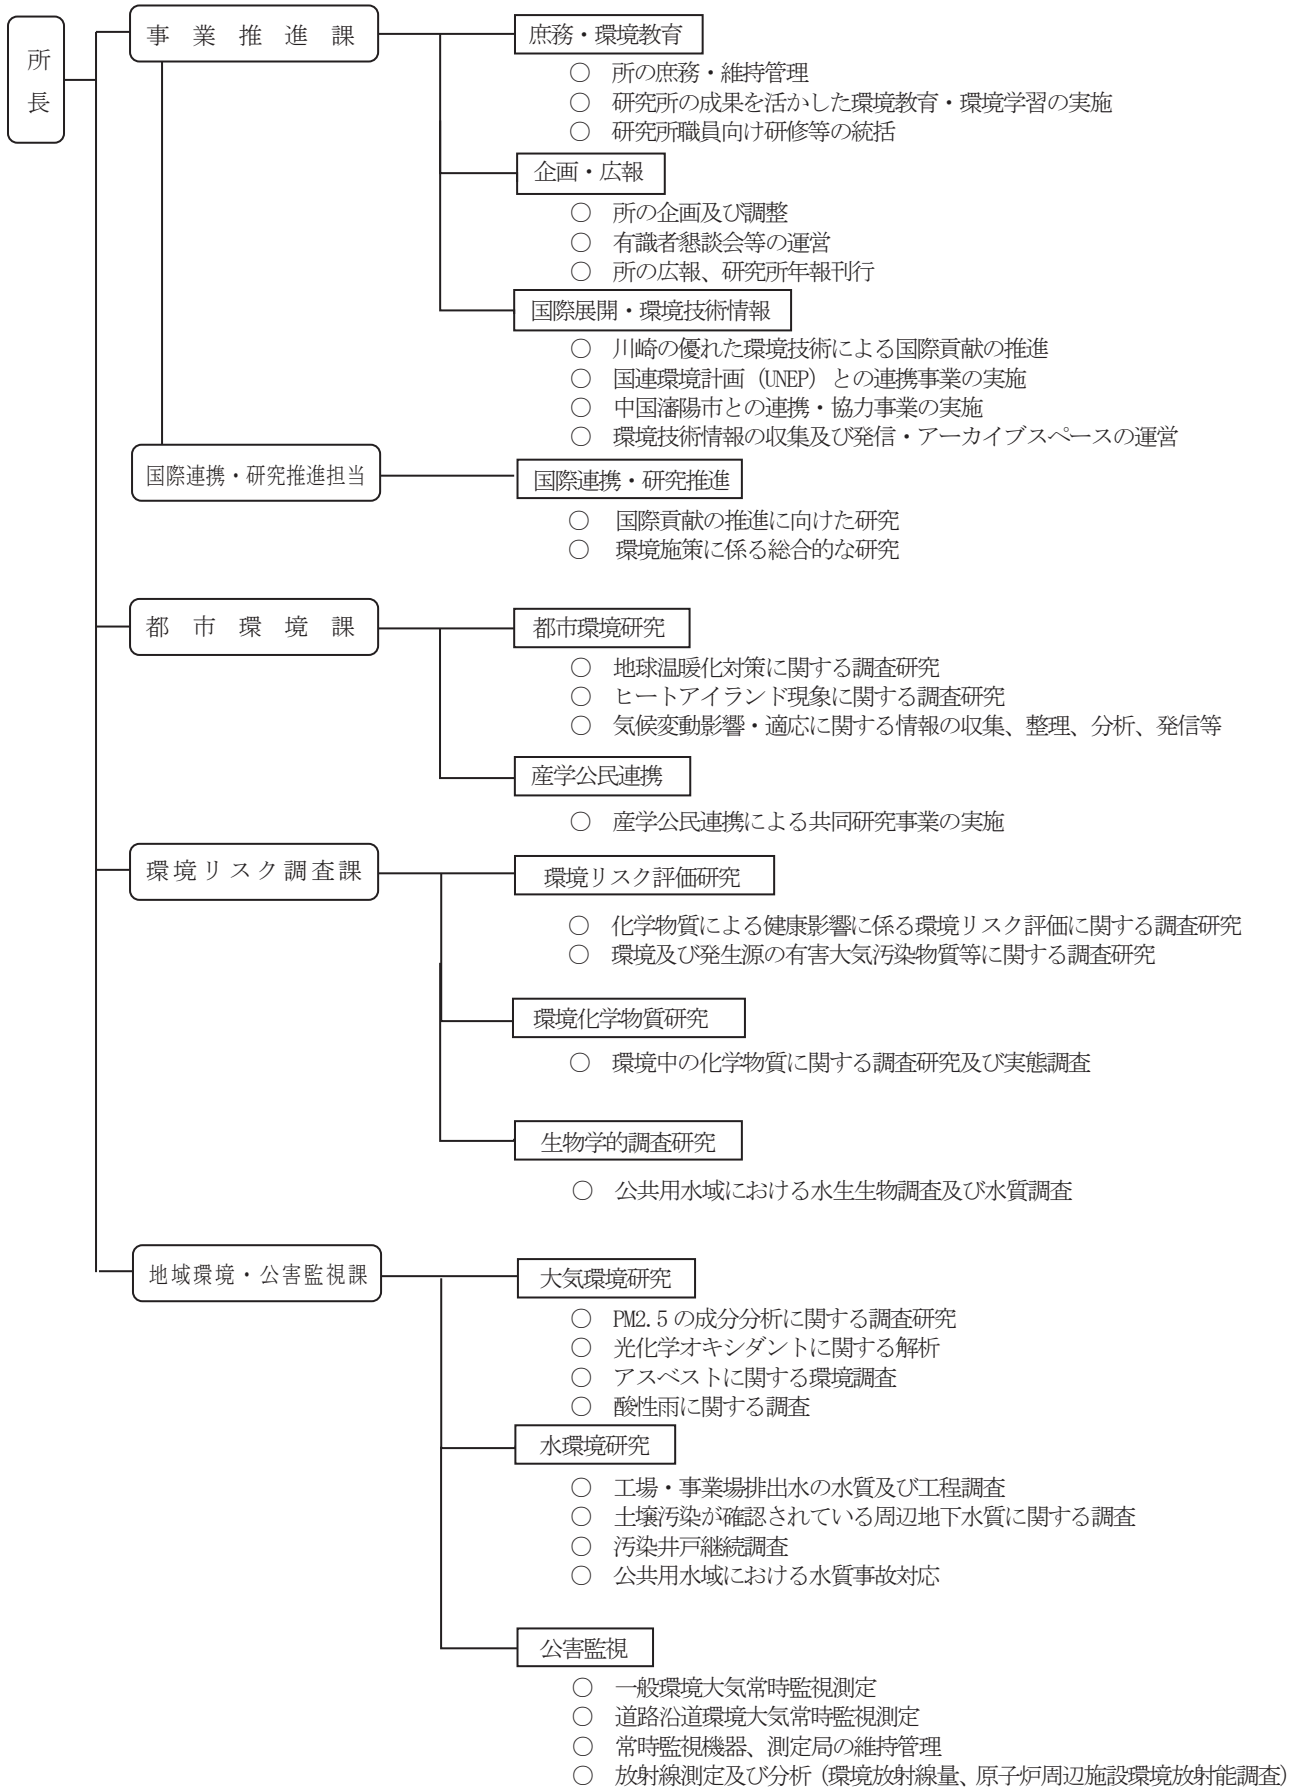 所長
事業推進課
庶務・環境教育
○ 所の庶務・維持管理
○ 研究所の成果を活かした環境教育・環境学習の実施
○ 研究所職員向け研修等の統括
企画・広報
○ 所の企画及び調整
○ 有識者懇談会等の運営
○ 所の広報、研究所年報刊行
国際展開・環境技術情報
○ 川崎の優れた環境技術による国際貢献の推進
○ 国連環境計画（UNEP）との連携事業の実施
○ 中国瀋陽市との連携・協力事業の実施
○ 環境技術情報の収集及び発信・アーカイブスペースの運営
国際連携・研究推進担当
国際連携・研究推進
○ 国際貢献の推進に向けた研究
○ 環境施策に係る総合的な研究
都市環境課
都市環境研究
○ 地球温暖化対策に関する調査研究
○ ヒートアイランド現象に関する調査研究
○ 気候変動影響・適応に関する情報の収集、整理、分析、発信等
産学公民連携
○ 産学公民連携による共同研究事業の実施
環境リスク調査課
環境リスク評価研究
○ 化学物質による健康影響に係る環境リスク評価に関する調査研究
○ 環境及び発生源の有害大気汚染物質等に関する調査研究
環境化学物質研究
○ 環境中の化学物質に関する調査研究及び実態調査
生物学的調査研究
○ 公共用水域における水生生物調査及び水質調査
地域環境・公害監視課
大気環境研究
○ PM2.5の成分分析に関する調査研究
○ 光化学オキシダントに関する解析
○ アスベストに関する環境調査
○ 酸性雨に関する調査
水環境研究
○ 工場・事業場排出水の水質及び工程調査
○ 土壌汚染が確認されている周辺地下水質に関する調査
○ 汚染井戸継続調査
○ 公共用水域における水質事故対応
公害監視
○ 一般環境大気常時監視測定
○ 道路沿道環境大気常時監視測定
○ 常時監視機器、測定局の維持管理
○ 放射線測定及び分析（環境放射線量、原子炉周辺施設環境放射能調査）